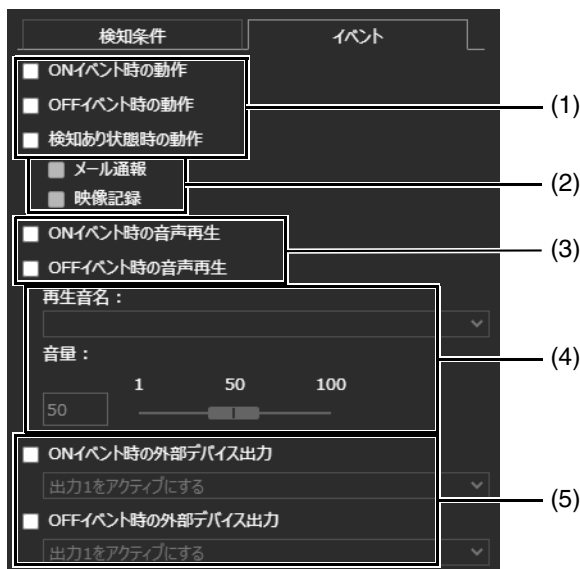 検知条件 イベント
ONイベント時の動作
OFFイベント時の動作
(1)
検知あり状態時の動作
メール通報
(2)
映像記録
ONイベント時の音声再生
(3)
OFFイベント時の音声再生
再生音名：
音量：
(4)
1 50 100
50
ONイベント時の外部デバイス出力
出力1をアクティブにする
(5)
OFFイベント時の外部デバイス出力
出力1をアクティブにする